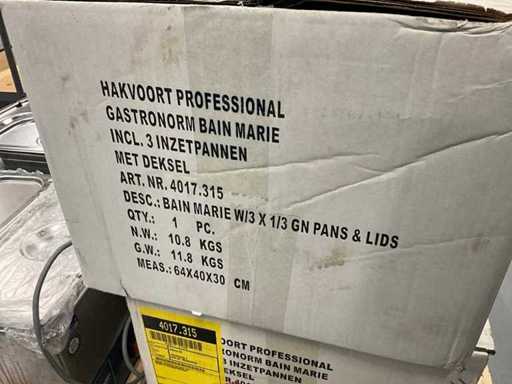 HAKVOORT PROFESSIONAL
GASTRONORM BAIN MARIE
INCL. 3 INZETPANNEN
MET DEKSEL
ART. NR. 4017.315
DESC.: BAIN MARIE W/3 X 1/3 GN PANS & LIDS
QTY.: 1 PC.
N.W.: 10.8 KGS
G.W.: 11.8 KGS
MEAS.: 64X40X30 CM
4017.315
OORT PROFESSIONAL
RONORM BAIN MARIE
3 INZETPANNEN
DEKSEL